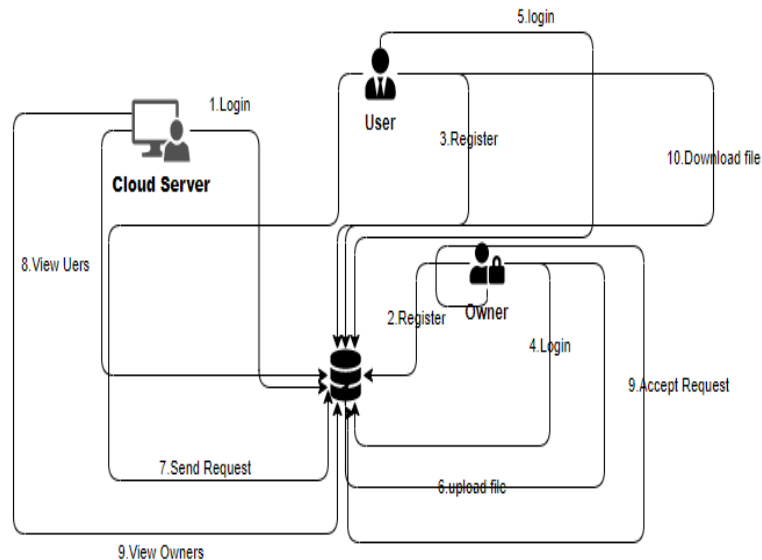 5.login
1.Login
User
3.Register
10.Download file
Cloud Server
8.View Uers
2.Register
Owner
4.Login
9.Accept Request
7.Send Request
6.upload file
9.View Owners